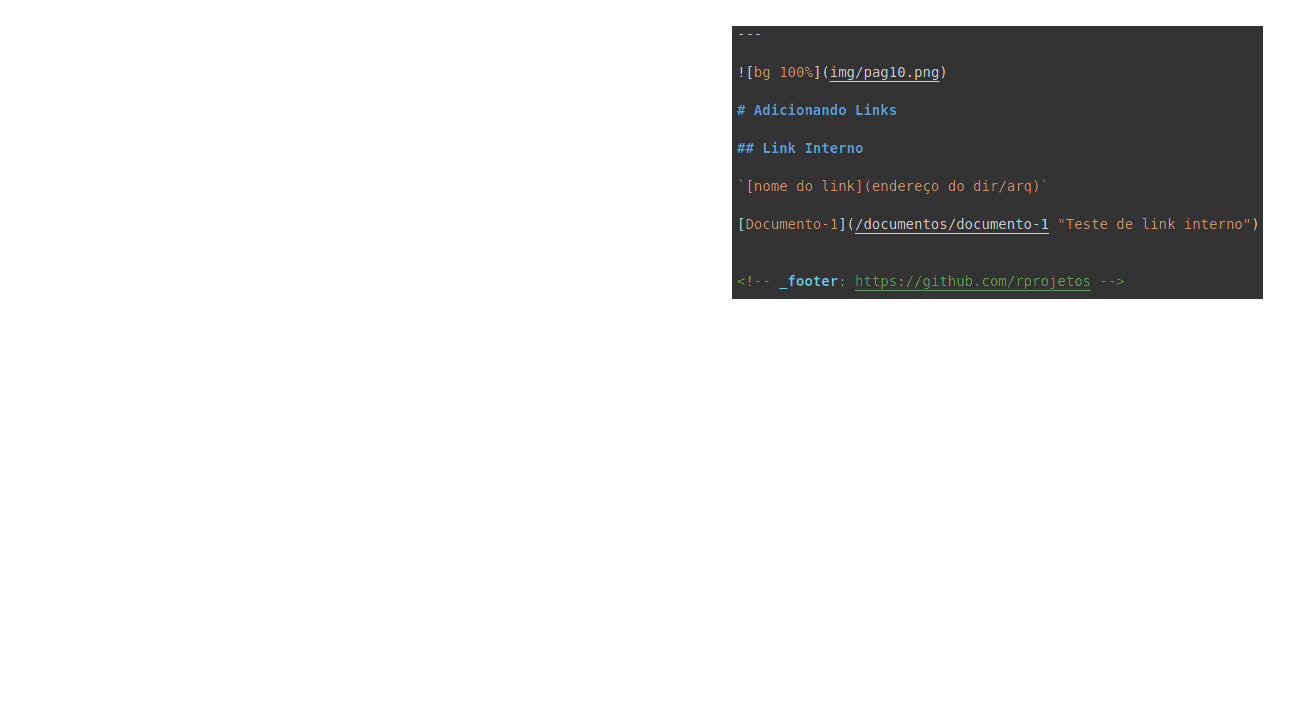 ---
![bg 100%](img/pag10.png)
# Adicionando Links
## Link Interno
`[nome do link](endereço do dir/arq)`
[Documento-1](/documentos/documento-1 "Teste de link interno")
<!-- _footer: https://github.com/rprojetos -->